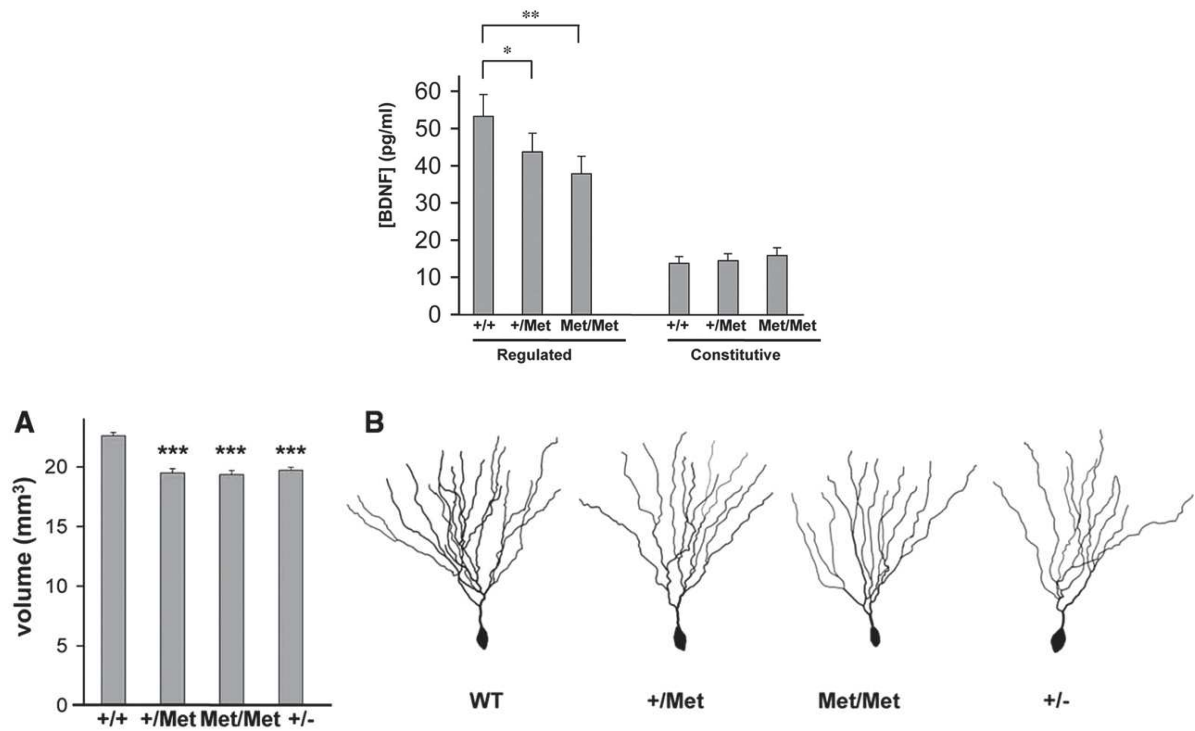 **
*
[BDNF] (pg/ml)
60
50
40
30
20
10
0
+/+ +/Met Met/Met +/+ +/Met Met/Met
Regulated Constitutive
A
*** *** ***
volume (mm³)
20
15
10
5
0
+/+ +/Met Met/Met +/-
B
WT +/Met Met/Met +/-